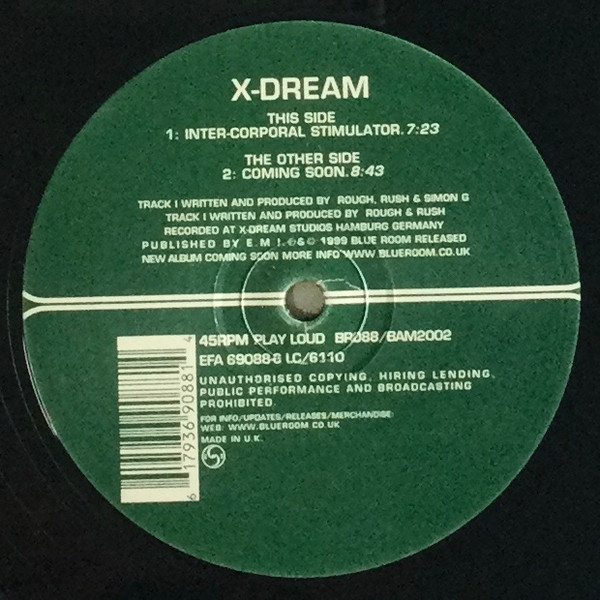 X-DREAM
THIS SIDE
1: INTER-CORPORAL STIMULATOR. 7:23
THE OTHER SIDE
2: COMING SOON. 8:43
TRACK I WRITTEN AND PRODUCED BY ROUGH, RUSH & SIMON G
TRACK I WRITTEN AND PRODUCED BY ROUGH & RUSH
RECORDED AT X-DREAM STUDIOS HAMBURG GERMANY
PUBLISHED BY E.M.I. ℗&© 1999 BLUE ROOM RELEASED
NEW ALBUM COMING SOON MORE INFO WWW.BLUEROOM.CO.UK
45RPM PLAY LOUD BR088/BAM2002
EFA 69088-6 LC/6110
UNAUTHORISED COPYING, HIRING LENDING,
PUBLIC PERFORMANCE AND BROADCASTING
PROHIBITED.
FOR INFO/UPDATES/RELEASES/MERCHANDISE:
WEB: WWW.BLUEROOM.CO.UK
MADE IN U.K.
6 17936 90881 4